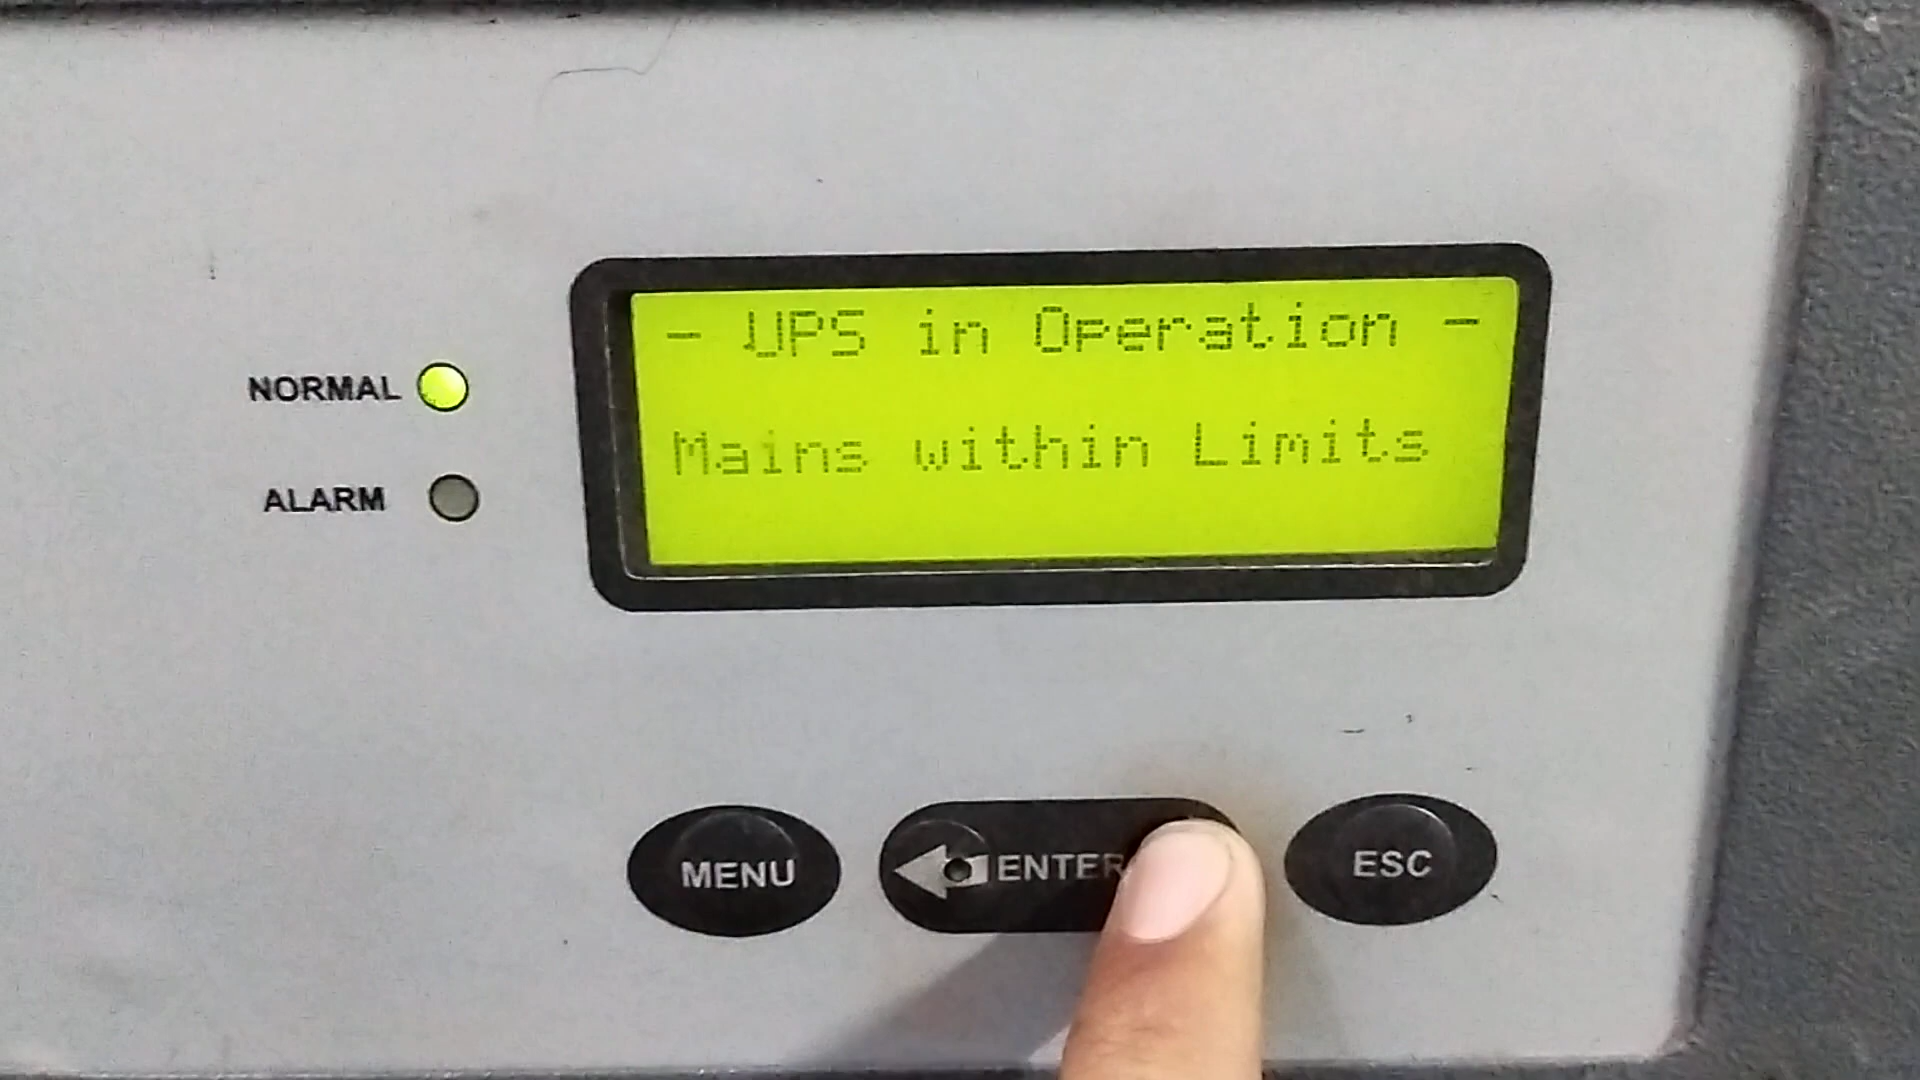 - UPS in Operation -
Mains within Limits
NORMAL
ALARM
MENU
ENTER
ESC